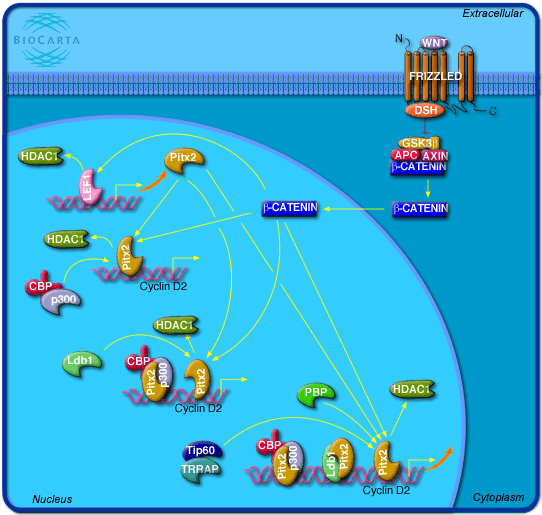 Extracellular
BIOCARTA
N
WNT
FRIZZLED
DSH
C
GSK3β
APC AXIN
β-CATENIN
β-CATENIN
β-CATENIN
HDAC1
LEF1
Pitx2
HDAC1
Pitx2
CBP
p300
Cyclin D2
HDAC1
Ldb1
CBP
Pitx2
p300
Pitx2
Cyclin D2
PBP
HDAC1
Tip60
TRRAP
CBP
Pitx2
p300
Ldb1
Pitx2
Pitx2
Cyclin D2
Nucleus
Cytoplasm